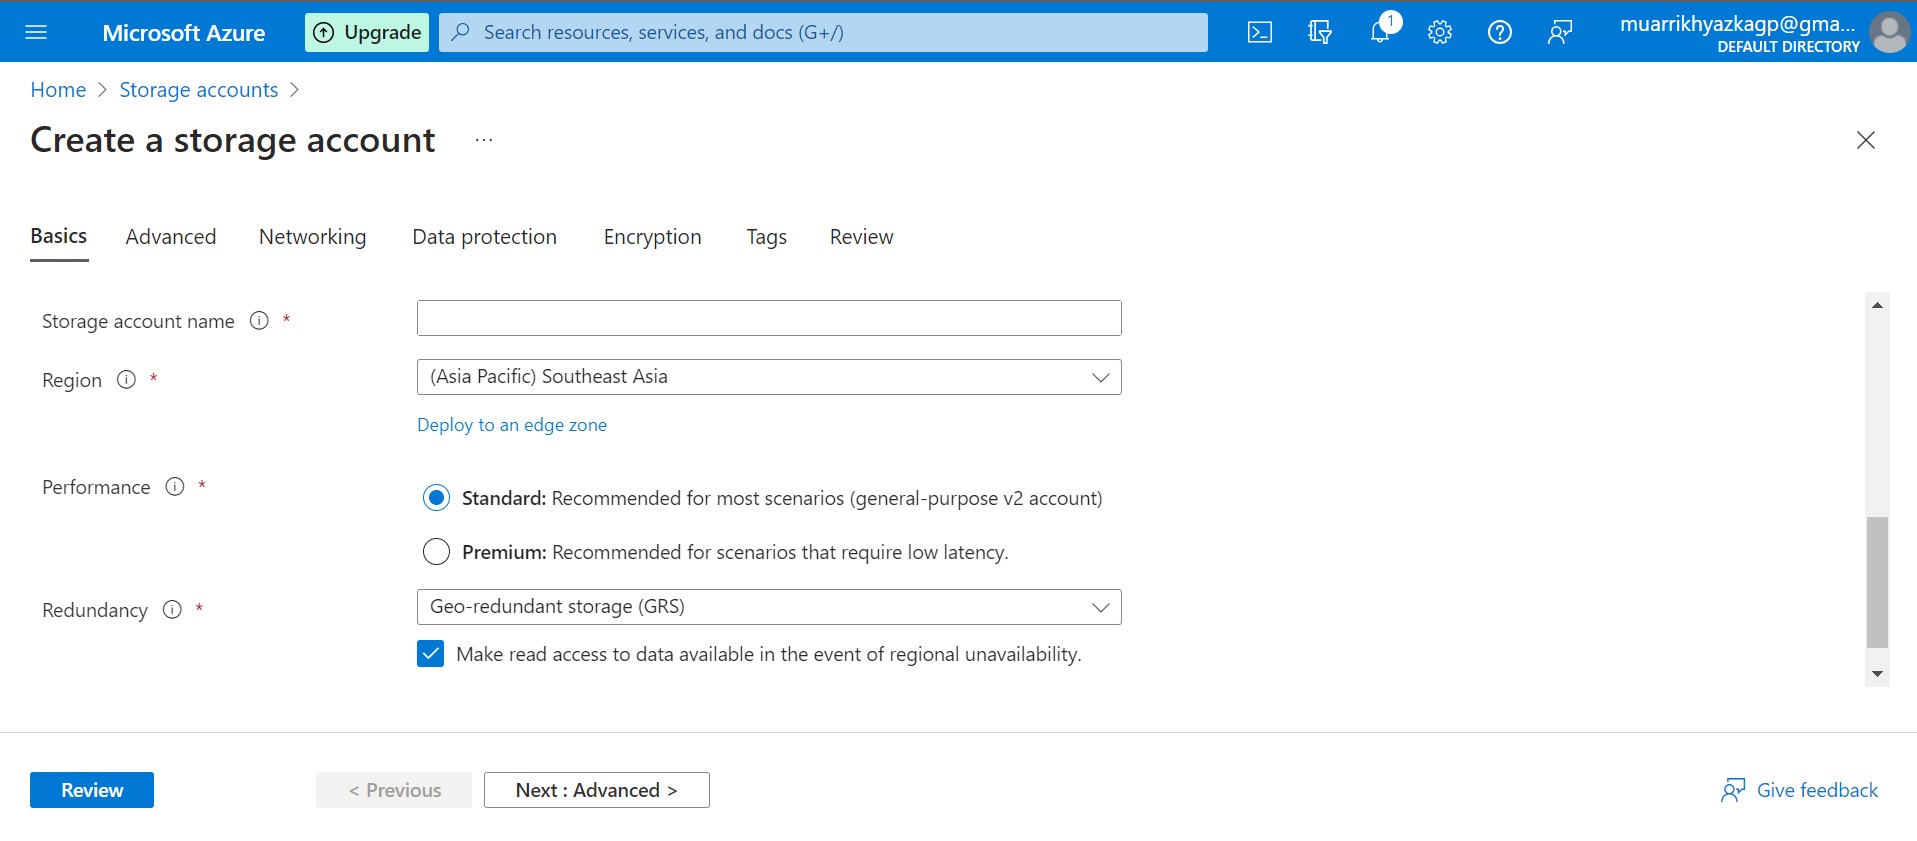 Microsoft Azure
Upgrade
Search resources, services, and docs (G+/)
1
muarrikhyazkagp@gma...
DEFAULT DIRECTORY
Home > Storage accounts >
Create a storage account ...
Basics Advanced Networking Data protection Encryption Tags Review
Storage account name *
Region * (Asia Pacific) Southeast Asia
Deploy to an edge zone
Performance *
Standard: Recommended for most scenarios (general-purpose v2 account)
Premium: Recommended for scenarios that require low latency.
Redundancy * Geo-redundant storage (GRS)
Make read access to data available in the event of regional unavailability.
Review < Previous Next : Advanced > Give feedback